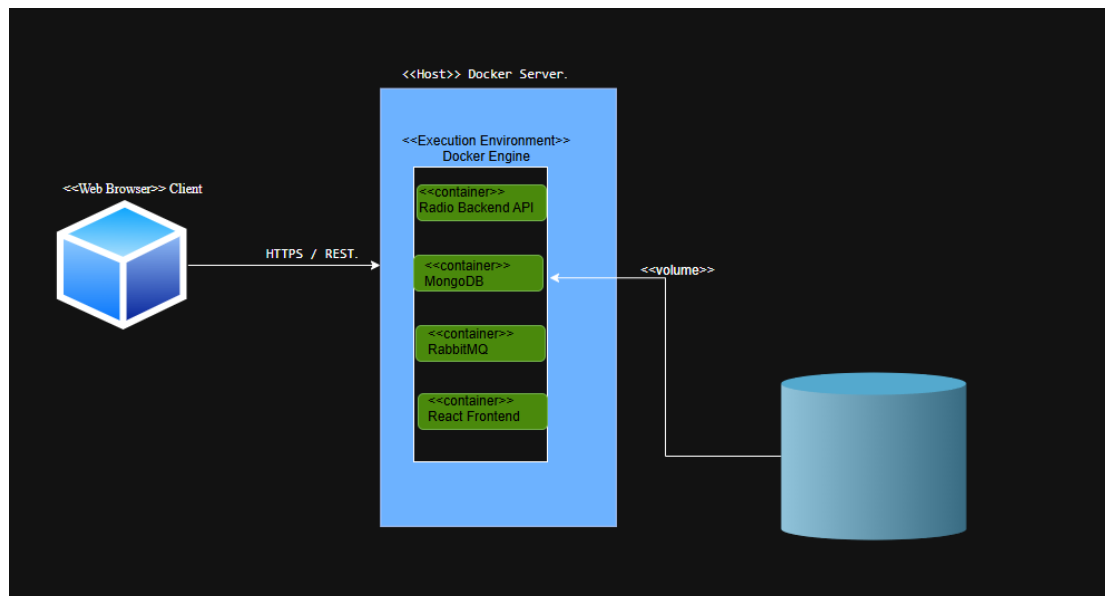 <<Host>> Docker Server.
<<Execution Environment>>
Docker Engine
<<container>>
Radio Backend API
<<Web Browser>> Client
HTTPS / REST.
<<container>>
MongoDB
<<volume>>
<<container>>
RabbitMQ
<<container>>
React Frontend